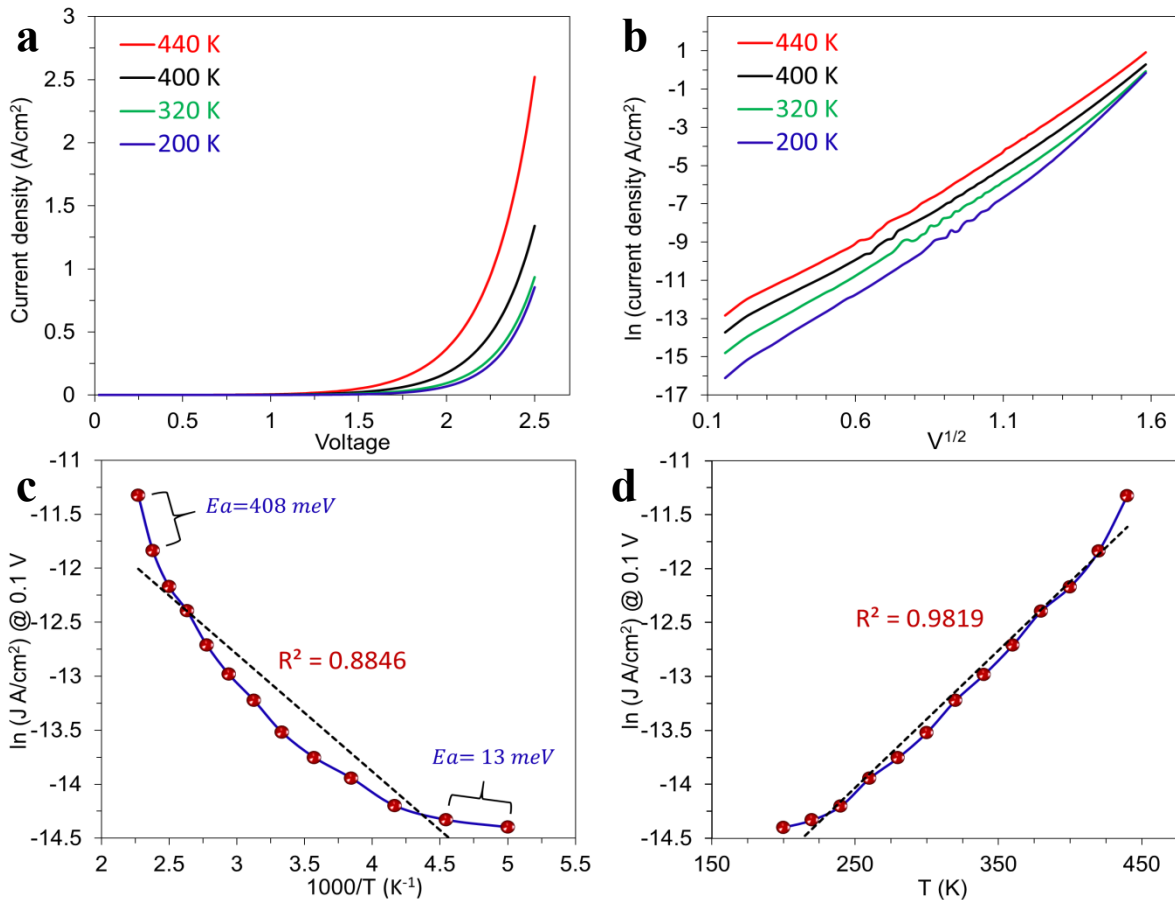 a
440 K
400 K
320 K
200 K
Current density (A/cm²)
3
2.5
2
1.5
1
0.5
0
0 0.5 1 1.5 2 2.5
Voltage
b
440 K
400 K
320 K
200 K
ln (current density A/cm²)
1
-1
-3
-5
-7
-9
-11
-13
-15
-17
0.1 0.6 1.1 1.6
V^1/2
c
Ea=408 meV
R² = 0.8846
Ea= 13 meV
ln (J A/cm²) @ 0.1 V
-11
-11.5
-12
-12.5
-13
-13.5
-14
-14.5
2 2.5 3 3.5 4 4.5 5 5.5
1000/T (K⁻¹)
d
R² = 0.9819
ln (J A/cm²) @ 0.1 V
-11
-11.5
-12
-12.5
-13
-13.5
-14
-14.5
150 250 350 450
T (K)